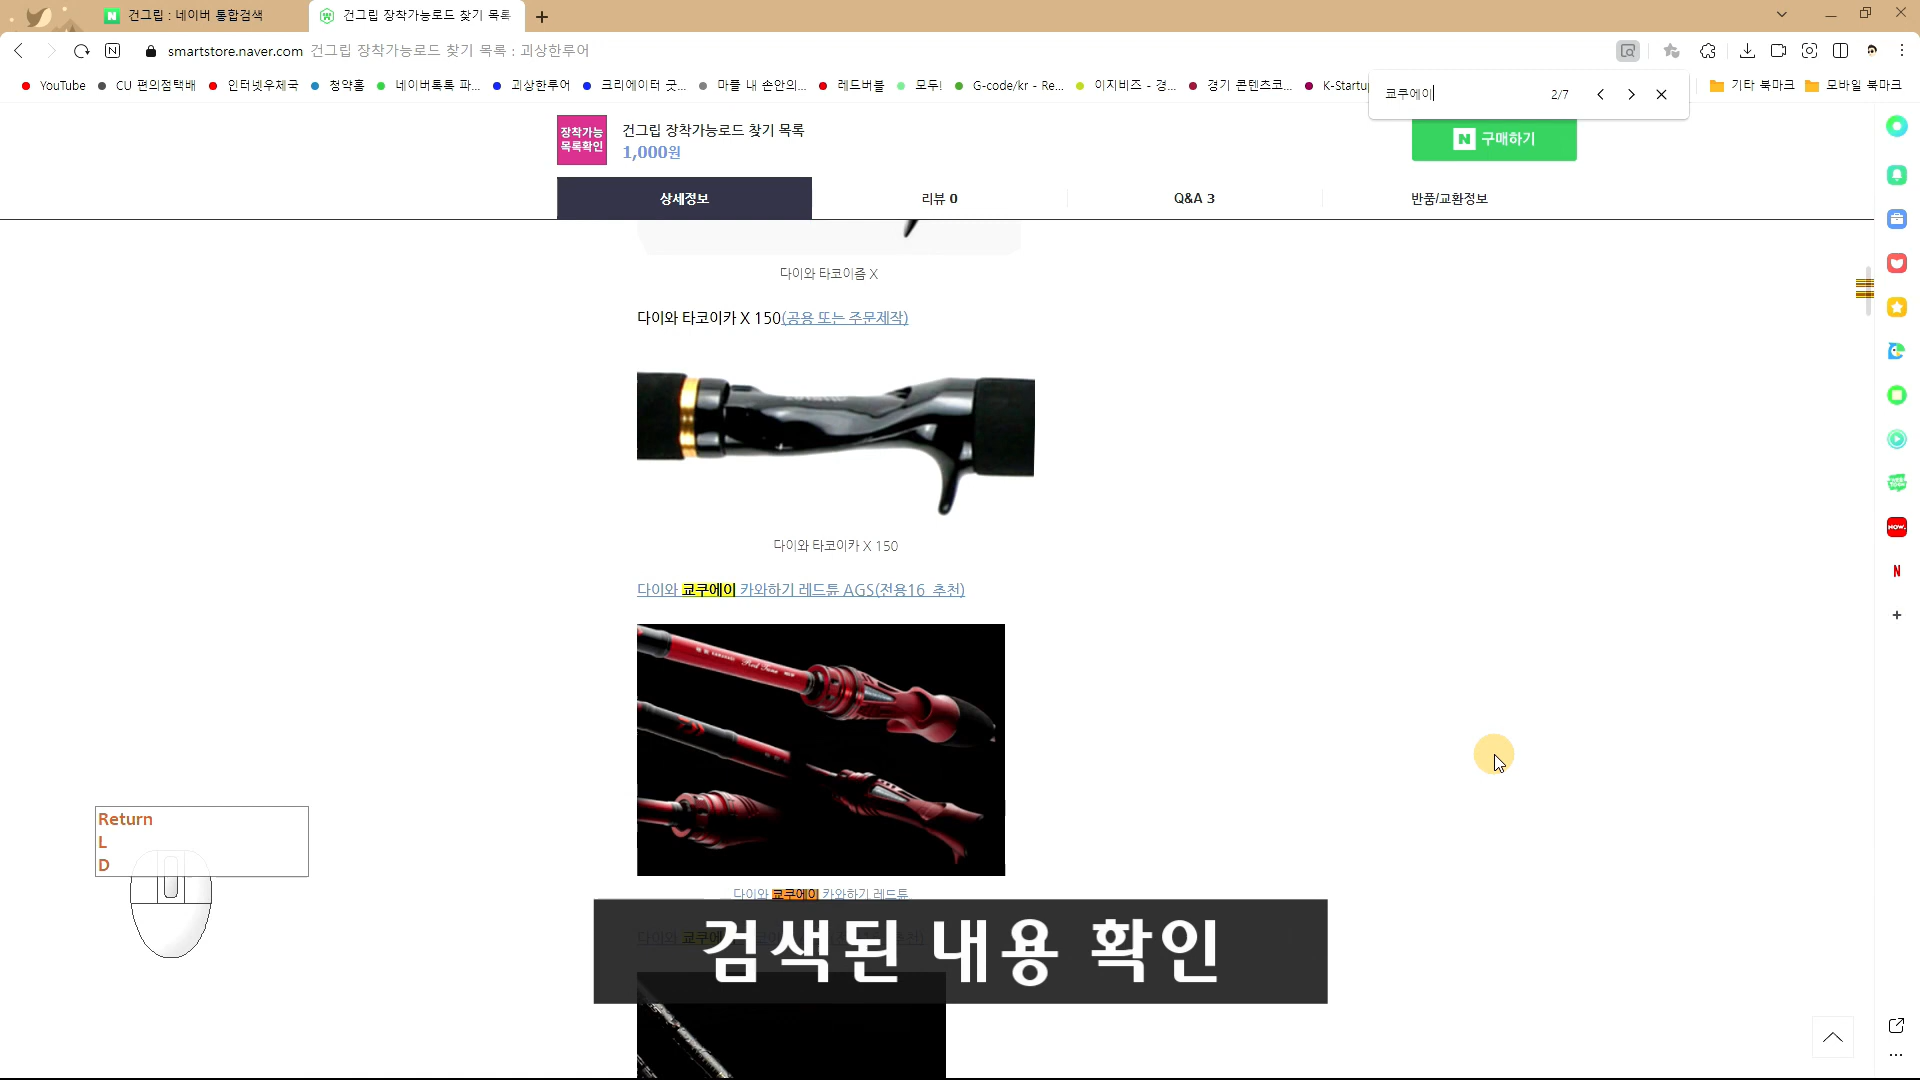 건그립 : 네이버 통합검색
건그립 장착가능로드 찾기 목록
smartstore.naver.com 건그립 장착가능로드 찾기 목록 : 괴상한루어
YouTube
CU 편의점택배
인터넷우체국
청약홈
네이버톡톡 파...
괴상한루어
크리에이터 굿...
마플 내 손안의...
레드버블
모두!
G-code/kr - Re...
이지비즈 - 경...
경기 콘텐츠코...
K-Startu
기타 북마크
모바일 북마크
쿄쿠에이
2/7
장착가능
목록확인
건그립 장착가능로드 찾기 목록
1,000원
N 구매하기
상세정보
리뷰 0
Q&A 3
반품/교환정보
다이와 타코이즘 X
다이와 타코이카 X 150(공용 또는 주문제작)
다이와 타코이카 X 150
다이와 쿄쿠에이 카와하기 레드튠 AGS(전용16 추천)
Red Tune
다이와 쿄쿠에이 카와하기 레드튠
검색된 내용 확인
Return
L
D
NOW.
N